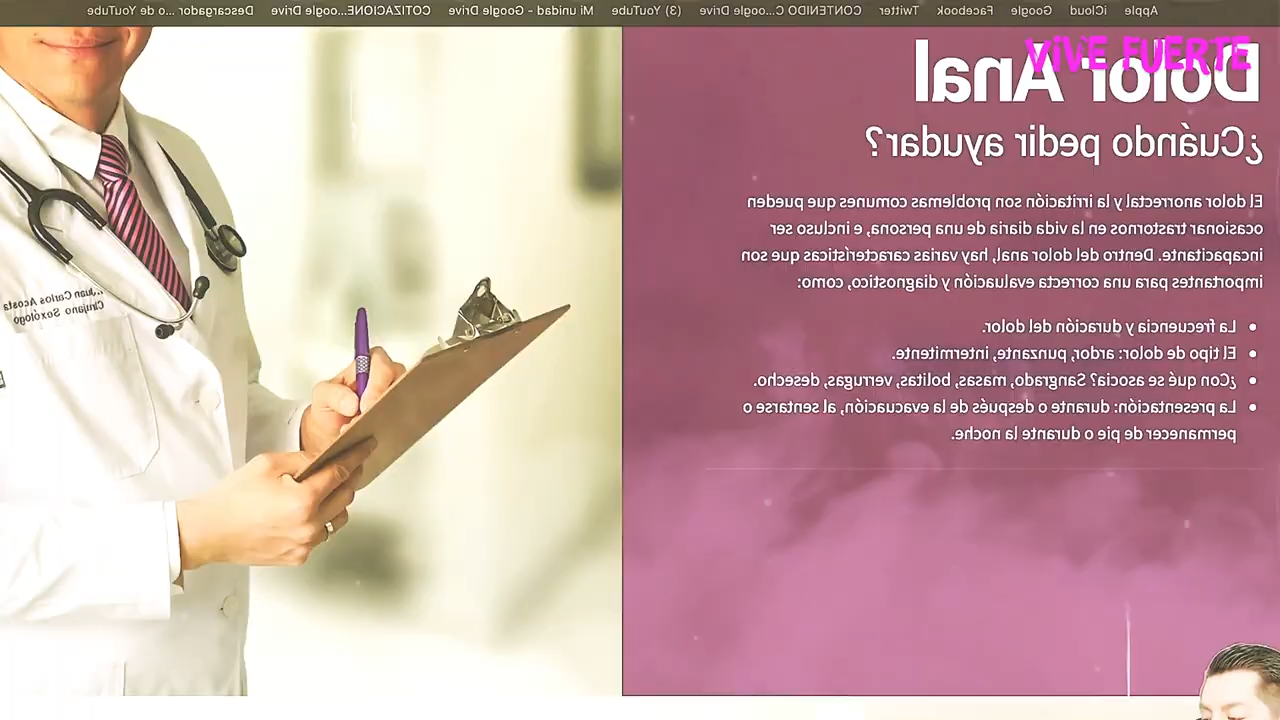 Apple iCloud Google Facebook Twitter CONTENIDO C...oogle Drive (3) YouTube Mi unidad - Google Drive COTIZACIONE...oogle Drive Descargador ...o de YouTube
ViVE FUERTE
Dolor Anal
¿Cuándo pedir ayudar?
El dolor anorrectal y la irritación son problemas comunes que pueden
ocasionar trastornos en la vida diaria de una persona, e incluso ser
incapacitante. Dentro del dolor anal, hay varias características que son
importantes para una correcta evaluación y diagnostico, como:
La frecuencia y duración del dolor.
El tipo de dolor: ardor, punzante, intermitente.
¿Con qué se asocia? Sangrado, masas, bolitas, verrugas, desecho.
La presentación: durante o después de la evacuación, al sentarse o
permanecer de pie o durante la noche.
Juan Carlos Acosta
Cirujano Soxólogo